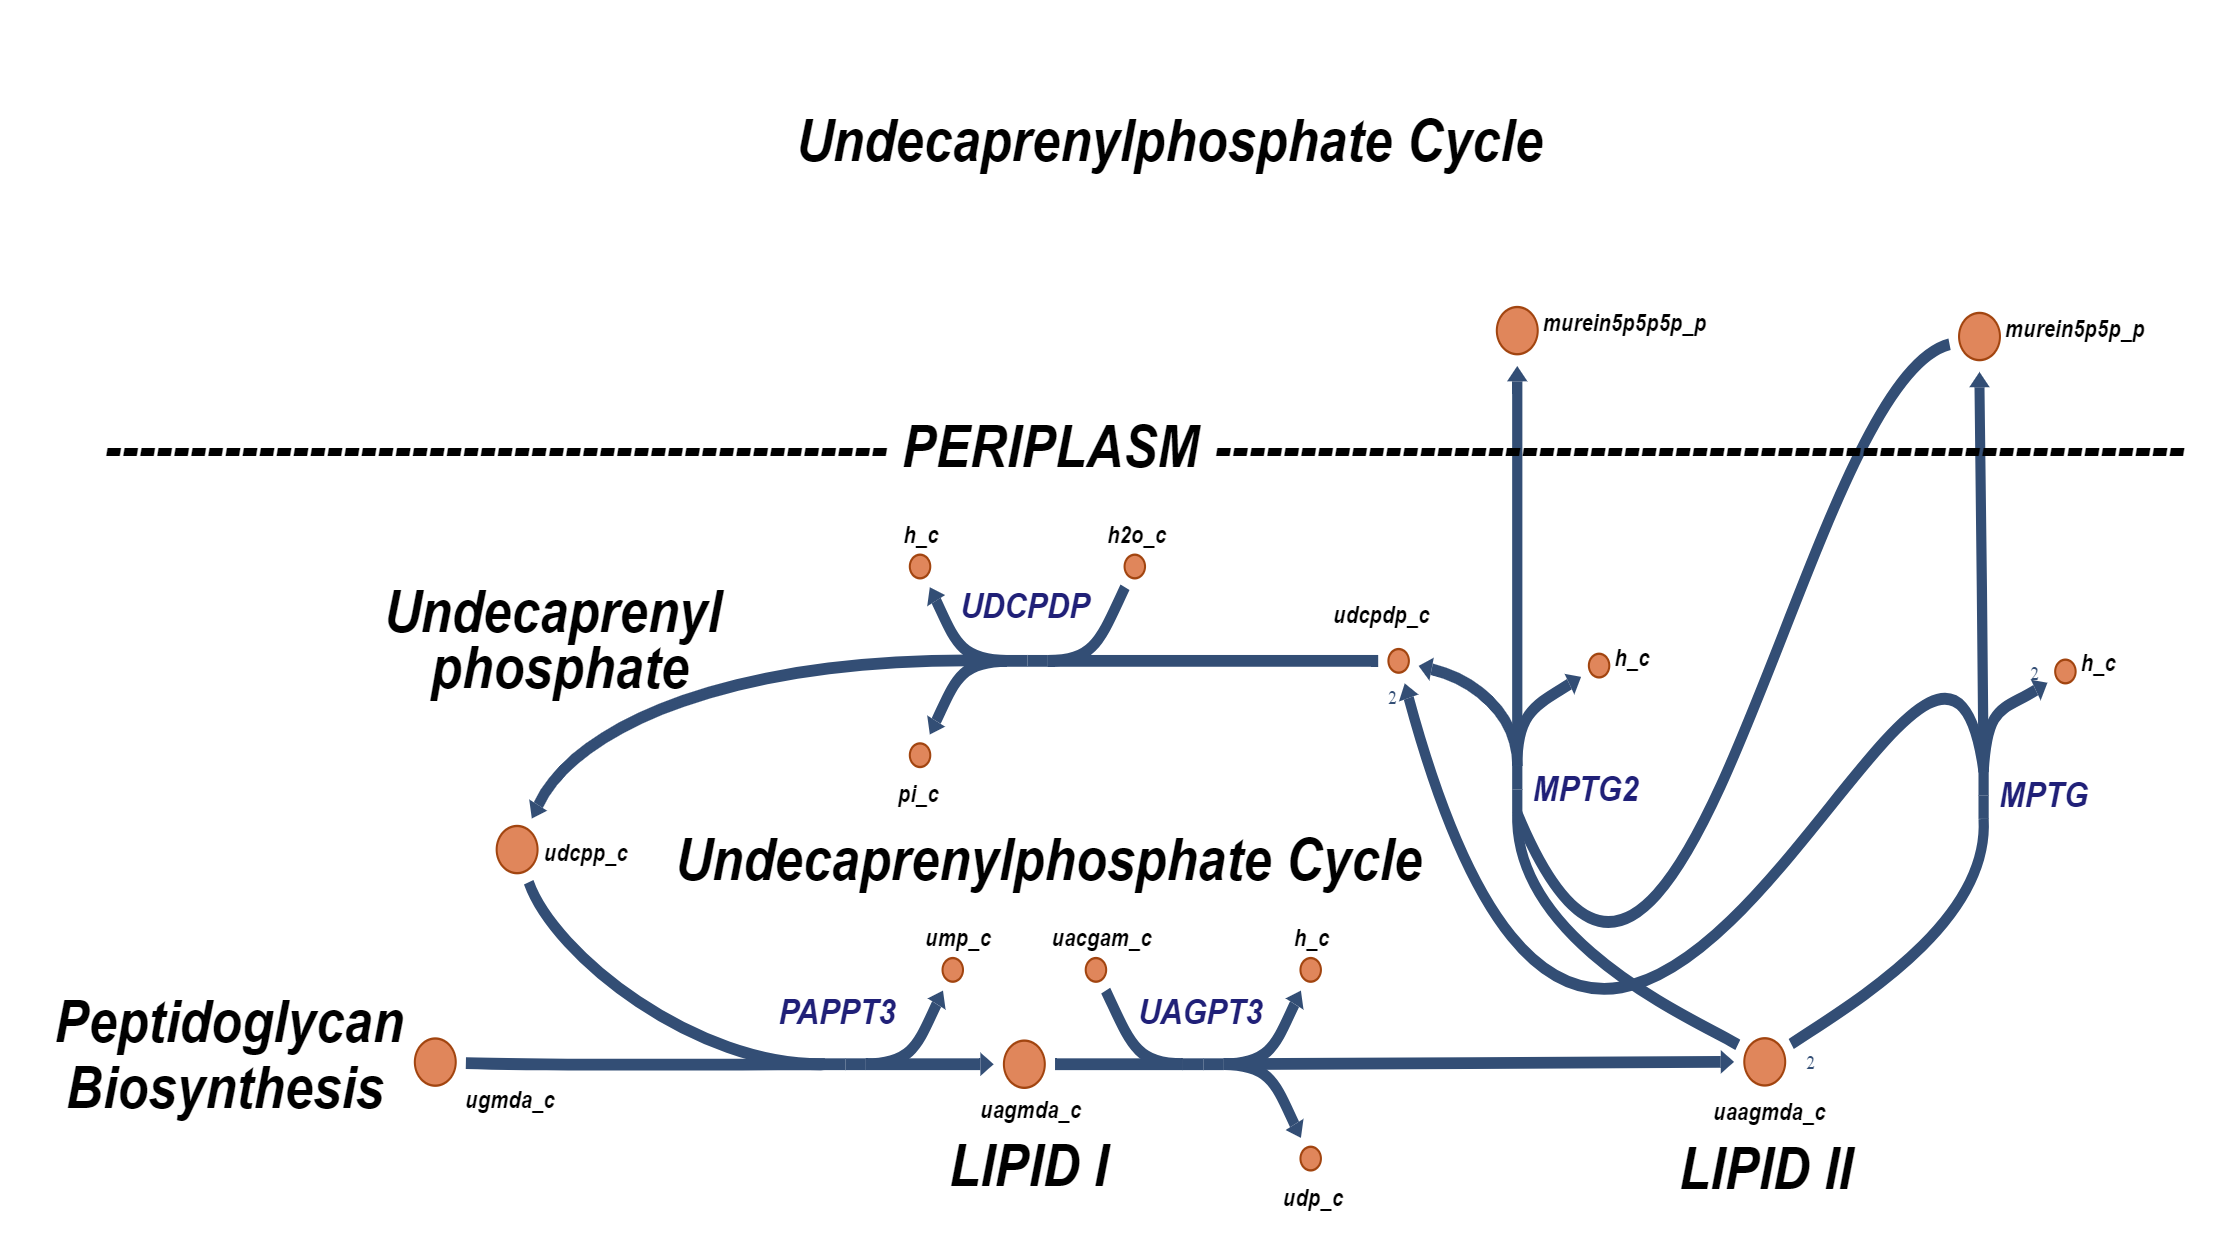 Undecaprenylphosphate Cycle
murein5p5p5p_p
murein5p5p_p
PERIPLASM
h_c
h2o_c
UDCPDP
Undecaprenyl
phosphate
udcpdp_c
h_c
h_c
2
2
pi_c
MPTG2
MPTG
udcpp_c
Undecaprenylphosphate Cycle
ump_c
uacgam_c
h_c
PAPPT3
UAGPT3
Peptidoglycan
Biosynthesis
2
ugmda_c
uagmda_c
uaagmda_c
LIPID I
LIPID II
udp_c